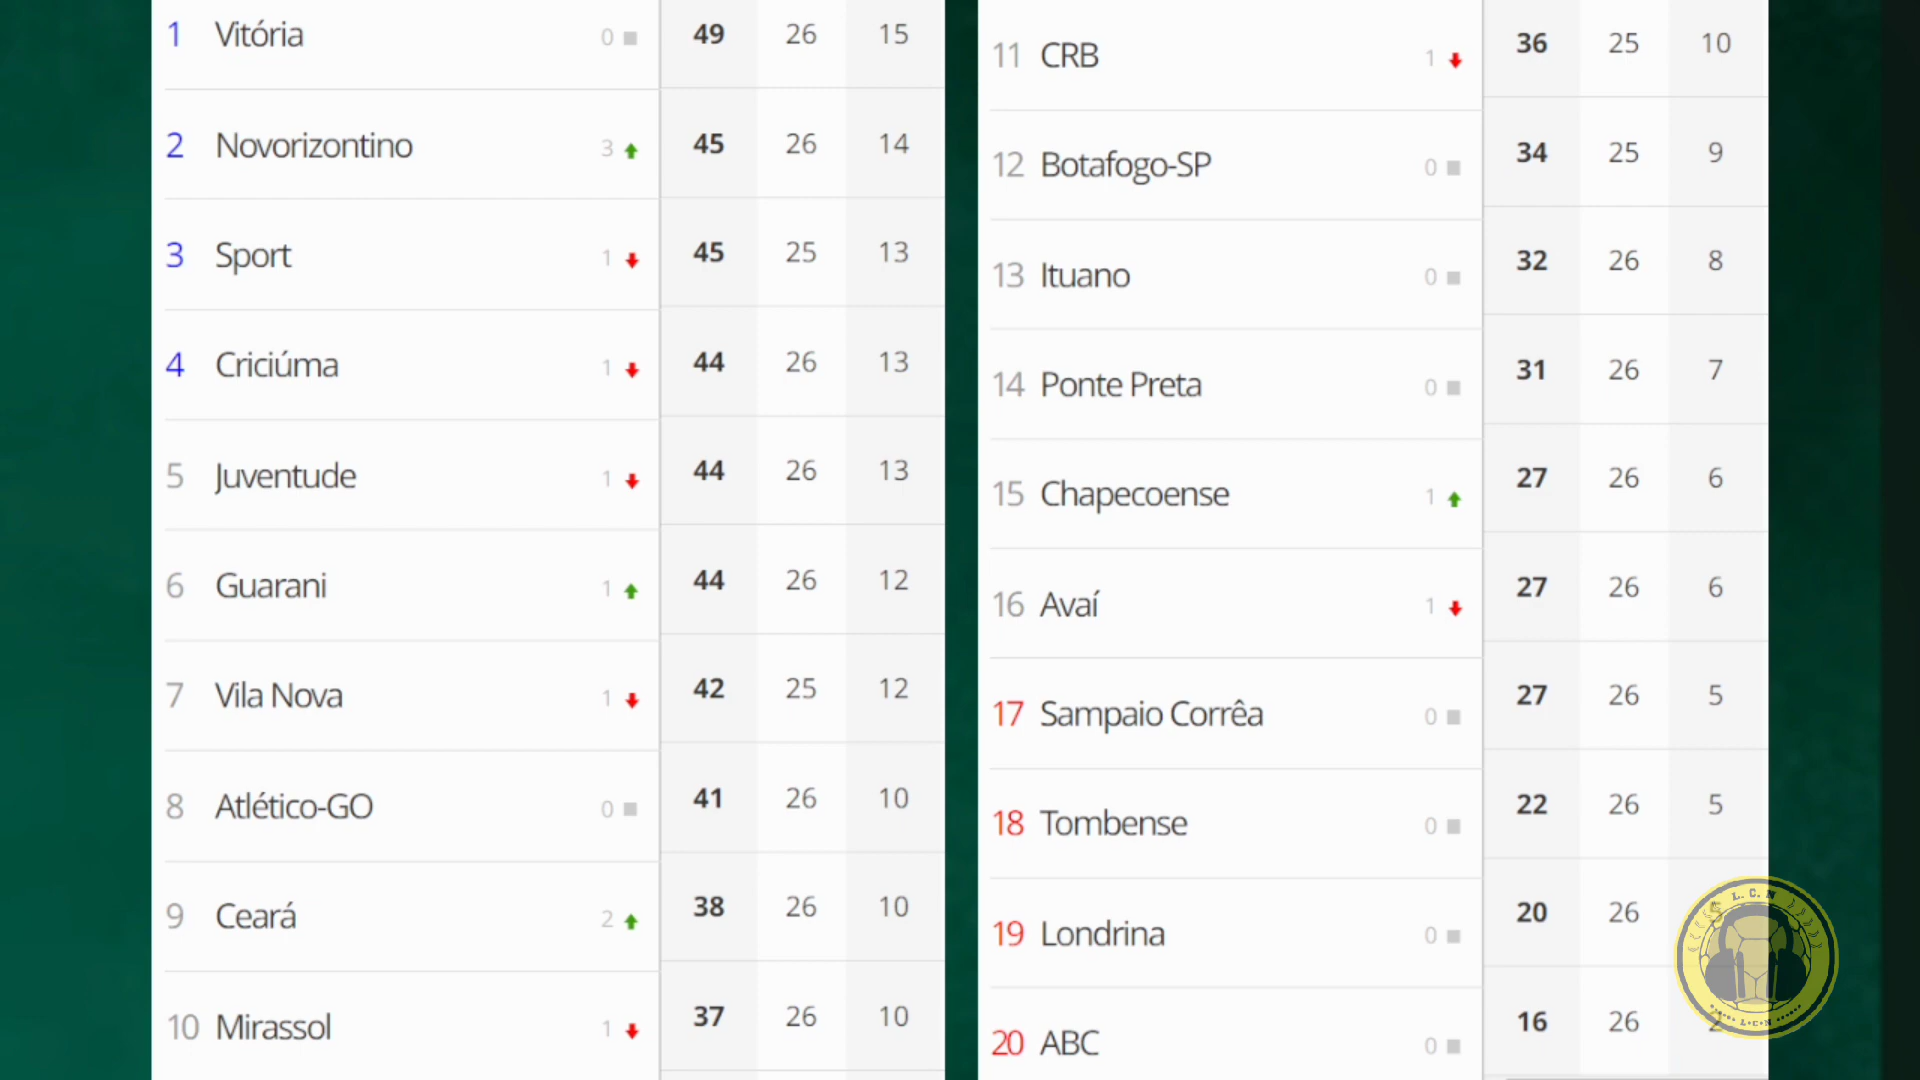 1 Vitória 0 49 26 15
2 Novorizontino 3 45 26 14
3 Sport 1 45 25 13
4 Criciúma 1 44 26 13
5 Juventude 1 44 26 13
6 Guarani 1 44 26 12
7 Vila Nova 1 42 25 12
8 Atlético-GO 0 41 26 10
9 Ceará 2 38 26 10
10 Mirassol 1 37 26 10
11 CRB 1 36 25 10
12 Botafogo-SP 0 34 25 9
13 Ituano 0 32 26 8
14 Ponte Preta 0 31 26 7
15 Chapecoense 1 27 26 6
16 Avaí 1 27 26 6
17 Sampaio Corrêa 0 27 26 5
18 Tombense 0 22 26 5
19 Londrina 0 20 26
20 ABC 0 16 26 2
L.C.N
L.C.N